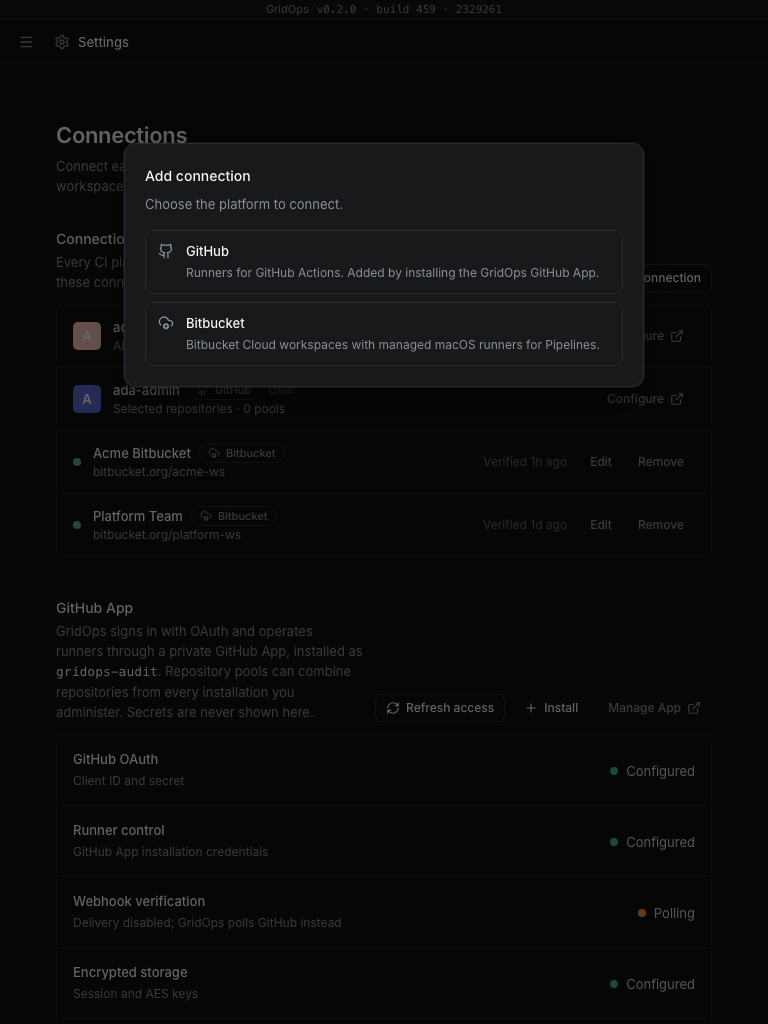 GridOps v0.2.0 · build 459 · 2329261
Settings
Connections
Connect ea
workspace
Connectio
Every CI pla
these conn
onnection
Add connection
Choose the platform to connect.
GitHub
Runners for GitHub Actions. Added by installing the GridOps GitHub App.
Bitbucket
Bitbucket Cloud workspaces with managed macOS runners for Pipelines.
A
ure
A
ada-admin GitHub User
Selected repositories · 0 pools
Configure
Acme Bitbucket Bitbucket
bitbucket.org/acme-ws
Verified 1h ago Edit Remove
Platform Team Bitbucket
bitbucket.org/platform-ws
Verified 1d ago Edit Remove
GitHub App
GridOps signs in with OAuth and operates
runners through a private GitHub App, installed as
gridops-audit. Repository pools can combine
repositories from every installation you
administer. Secrets are never shown here.
Refresh access Install Manage App
GitHub OAuth
Client ID and secret
Configured
Runner control
GitHub App installation credentials
Configured
Webhook verification
Delivery disabled; GridOps polls GitHub instead
Polling
Encrypted storage
Session and AES keys
Configured